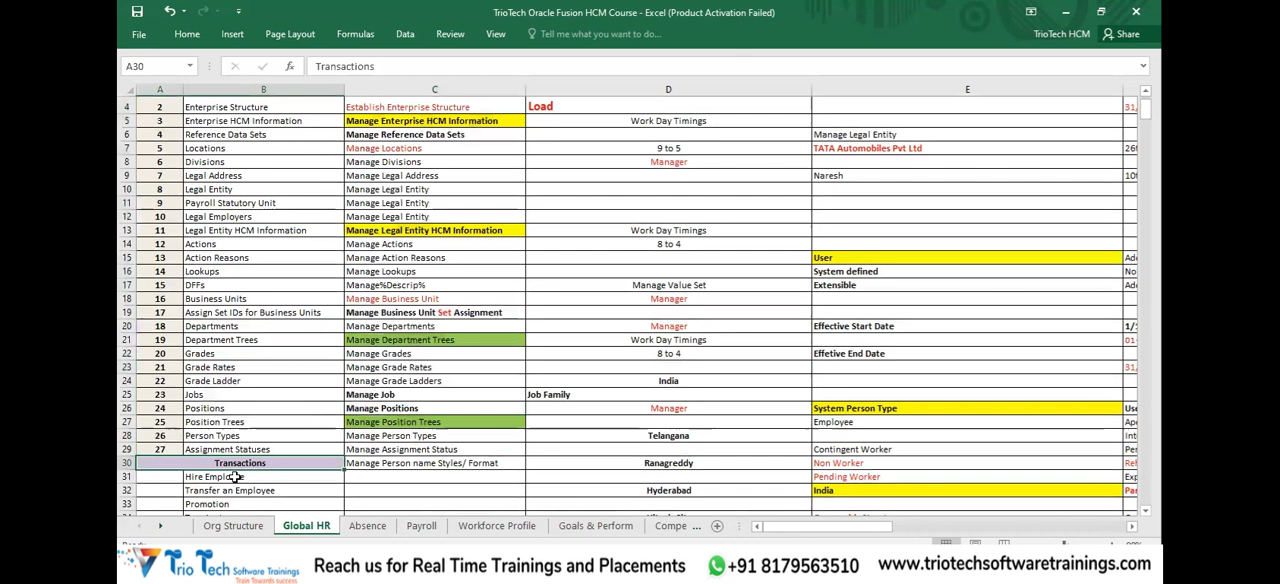 TrioTech Oracle Fusion HCM Course - Excel (Product Activation Failed)
File Home Insert Page Layout Formulas Data Review View Tell me what you want to do... TrioTech HCM Share
A30 fx Transactions
A B C D E
4 2 Enterprise Structure Establish Enterprise Structure Load 31,
5 3 Enterprise HCM Information Manage Enterprise HCM Information Work Day Timings
6 4 Reference Data Sets Manage Reference Data Sets Manage Legal Entity
7 5 Locations Manage Locations 9 to 5 TATA Automobiles Pvt Ltd
8 6 Divisions Manage Divisions Manager
9 7 Legal Address Manage Legal Address Naresh
10 8 Legal Entity Manage Legal Entity
11 9 Payroll Statutory Unit Manage Legal Entity
12 10 Legal Employers Manage Legal Entity
13 11 Legal Entity HCM Information Manage Legal Entity HCM Information Work Day Timings
14 12 Actions Manage Actions 8 to 4
15 13 Action Reasons Manage Action Reasons User
16 14 Lookups Manage Lookups System defined No
17 15 DFFs Manage%Descrip% Manage Value Set Extensible
18 16 Business Units Manage Business Unit Manager
19 17 Assign Set IDs for Business Units Manage Business Unit Set Assignment
20 18 Departments Manage Departments Manager Effective Start Date
21 19 Department Trees Manage Department Trees Work Day Timings
22 20 Grades Manage Grades 8 to 4 Effetive End Date
23 21 Grade Rates Manage Grade Rates
24 22 Grade Ladder Manage Grade Ladders India
25 23 Jobs Manage Job Job Family
26 24 Positions Manage Positions Manager System Person Type
27 25 Position Trees Manage Position Trees Employee
28 26 Person Types Manage Person Types Telangana
29 27 Assignment Statuses Manage Assignment Status Contingent Worker
30 Transactions Manage Person name Styles/ Format Ranagreddy Non Worker
31 Hire Employee Pending Worker
32 Transfer an Employee Hyderabad India
33 Promotion
Org Structure Global HR Absence Payroll Workforce Profile Goals & Perform Compe ...
Trio Tech Software Trainings Reach us for Real Time Trainings and Placements +91 8179563510 www.triotechsoftwaretrainings.com
Train Towards success